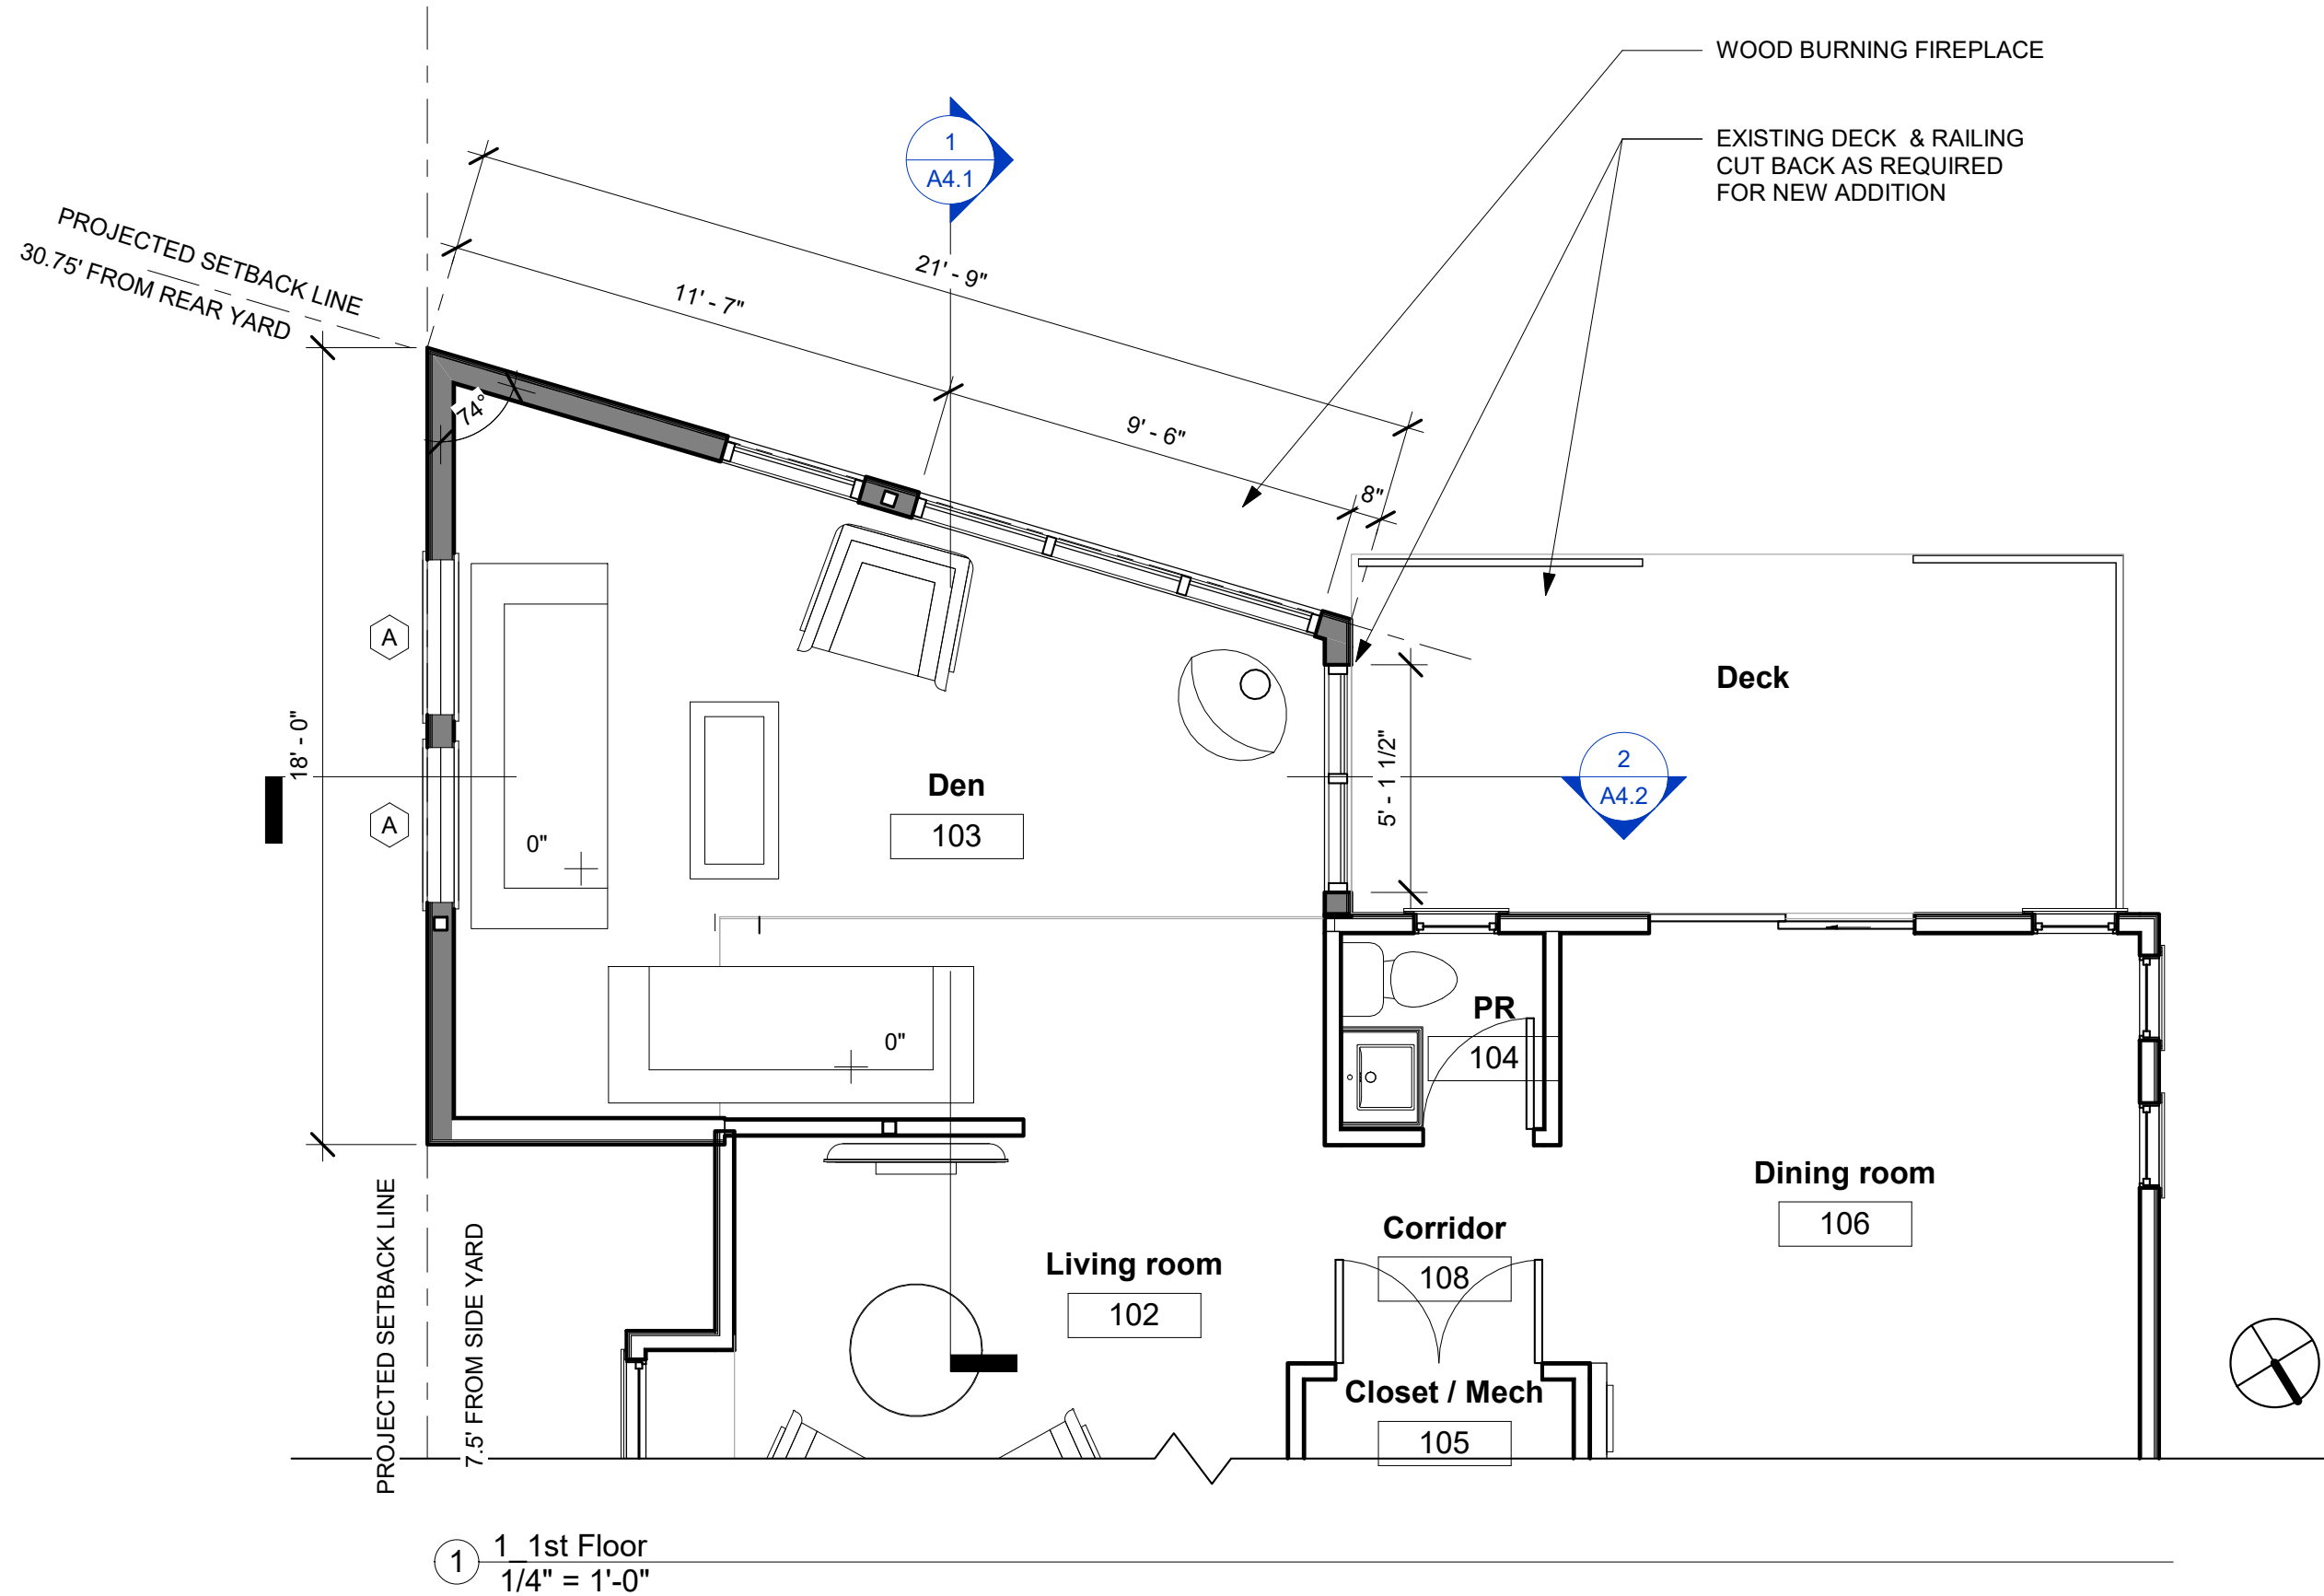 WOOD BURNING FIREPLACE
EXISTING DECK & RAILING
CUT BACK AS REQUIRED
FOR NEW ADDITION
1
A4.1
PROJECTED SETBACK LINE
30.75' FROM REAR YARD
21' - 9"
11' - 7"
9' - 6"
8"
74°
A
18' - 0"
A
Deck
5' - 1 1/2"
2
A4.2
Den
103
0"
0"
PR
104
Dining room
106
Corridor
108
Living room
102
Closet / Mech
105
PROJECTED SETBACK LINE
7.5' FROM SIDE YARD
1
1_1st Floor
1/4" = 1'-0"